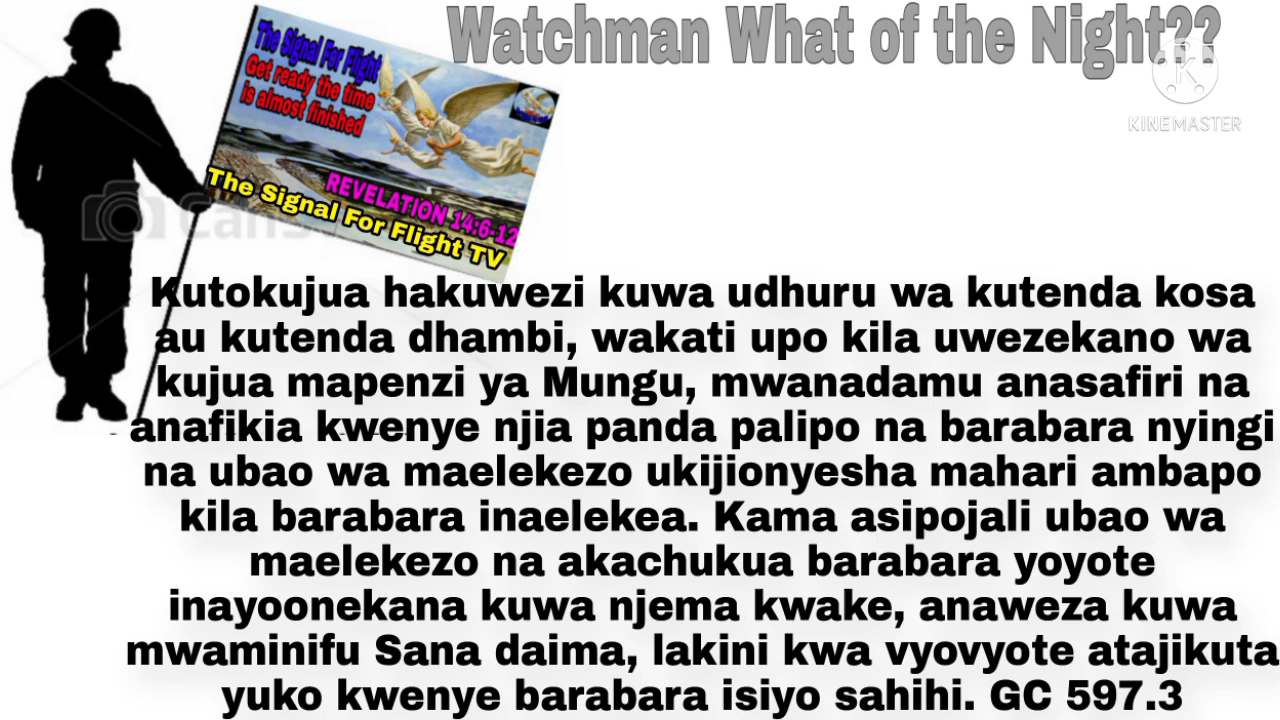 Watchman What of the Night??
KINEMASTER
The Signal For Flight
Get ready the time
is almost finished
REVELATION 14:6-12
The Signal For Flight TV
Kutokujua hakuwezi kuwa udhuru wa kutenda kosa
au kutenda dhambi, wakati upo kila uwezekano wa
kujua mapenzi ya Mungu, mwanadamu anasafiri na
anafikia kwenye njia panda palipo na barabara nyingi
na ubao wa maelekezo ukijionyesha mahari ambapo
kila barabara inaelekea. Kama asipojali ubao wa
maelekezo na akachukua barabara yoyote
inayoonekana kuwa njema kwake, anaweza kuwa
mwaminifu Sana daima, lakini kwa vyovyote atajikuta
yuko kwenye barabara isiyo sahihi. GC 597.3